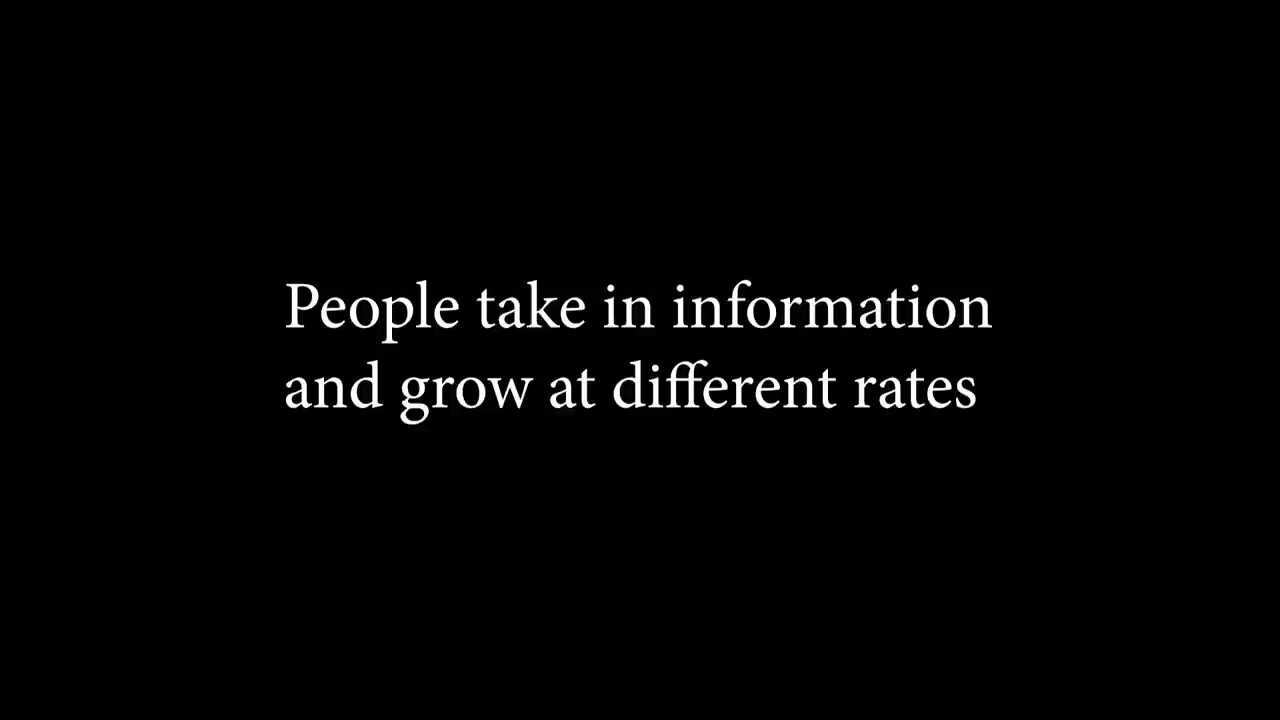 People take in information
and grow at different rates